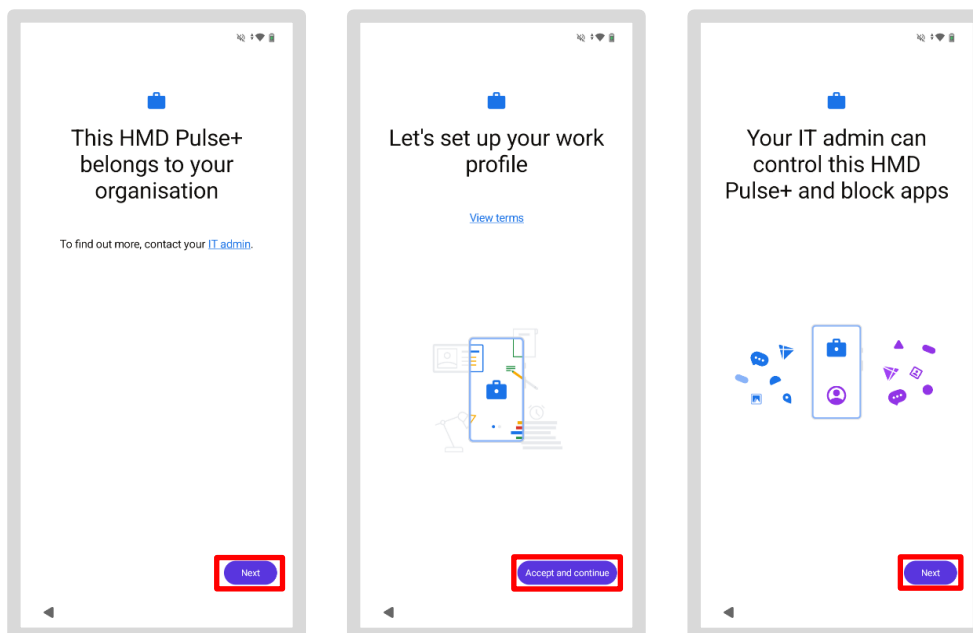 This HMD Pulse+
belongs to your
organisation
To find out more, contact your IT admin.
Next
Let's set up your work
profile
View terms
Accept and continue
Your IT admin can
control this HMD
Pulse+ and block apps
Next